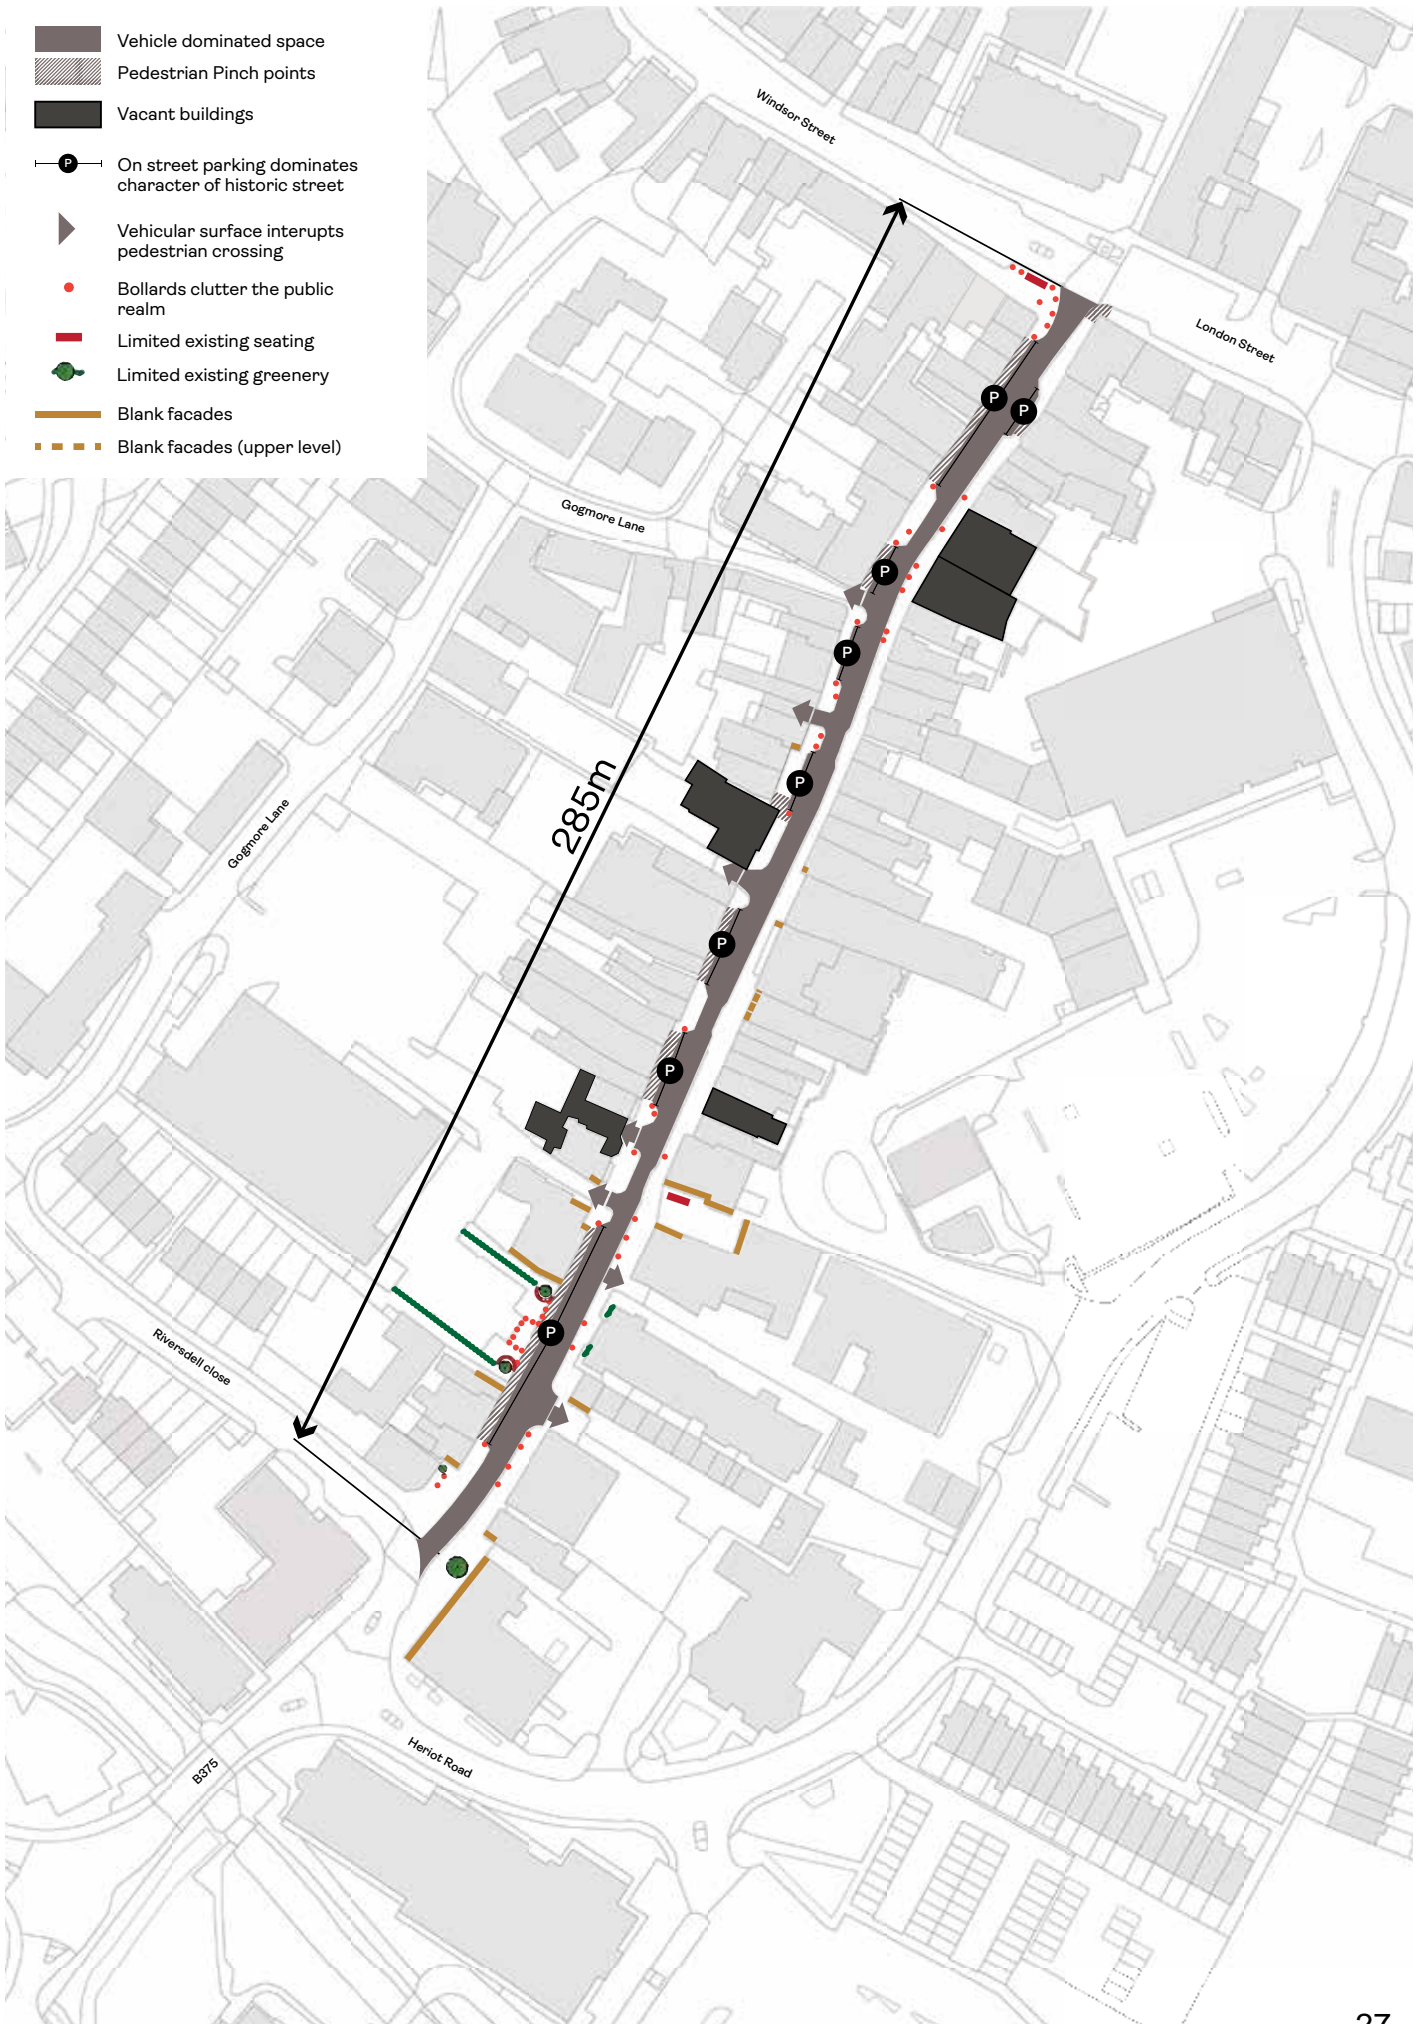 Vehicle dominated space
Pedestrian Pinch points
Vacant buildings
P
On street parking dominates
character of historic street
Vehicular surface interupts
pedestrian crossing
Bollards clutter the public
realm
Limited existing seating
Limited existing greenery
Blank facades
Blank facades (upper level)
Windsor Street
London Street
P
P
Gogmore Lane
P
P
285m
P
Gogmore Lane
P
P
P
Riversdell close
Heriot Road
B375
27